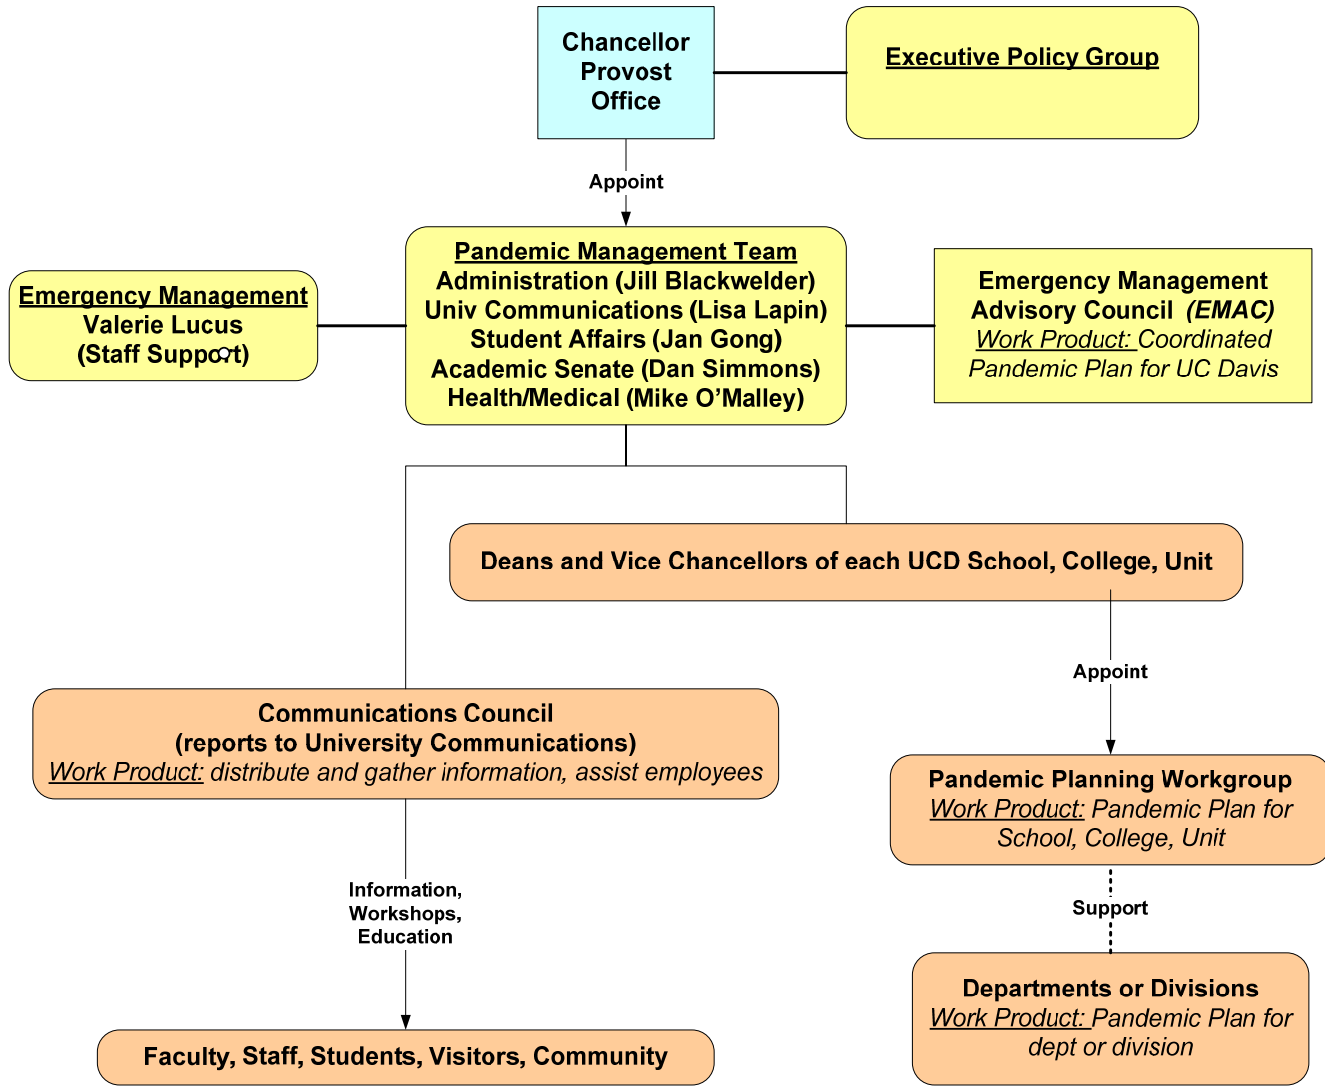 Chancellor
Provost
Office
Executive Policy Group
Appoint
Pandemic Management Team
Administration (Jill Blackwelder)
Univ Communications (Lisa Lapin)
Student Affairs (Jan Gong)
Academic Senate (Dan Simmons)
Health/Medical (Mike O’Malley)
Emergency Management
Valerie Lucus
(Staff Support)
Emergency Management
Advisory Council (EMAC)
Work Product: Coordinated
Pandemic Plan for UC Davis
Deans and Vice Chancellors of each UCD School, College, Unit
Appoint
Communications Council
(reports to University Communications)
Work Product: distribute and gather information, assist employees
Pandemic Planning Workgroup
Work Product: Pandemic Plan for
School, College, Unit
Information,
Workshops,
Education
Support
Departments or Divisions
Work Product: Pandemic Plan for
dept or division
Faculty, Staff, Students, Visitors, Community